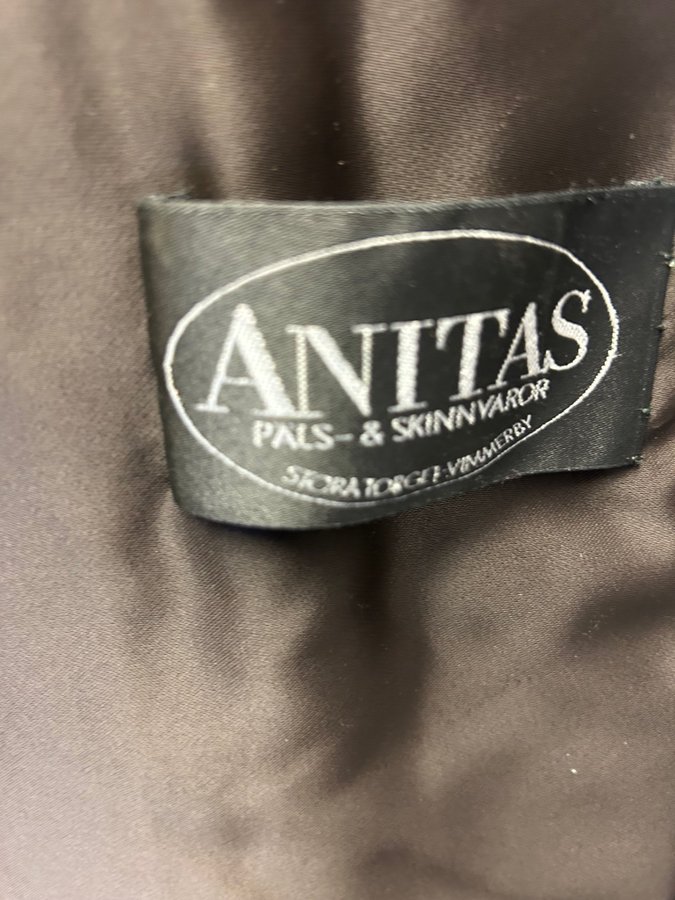 ANITAS
PÄLS- & SKINNVAROR
STORA TORGET VIMMERBY